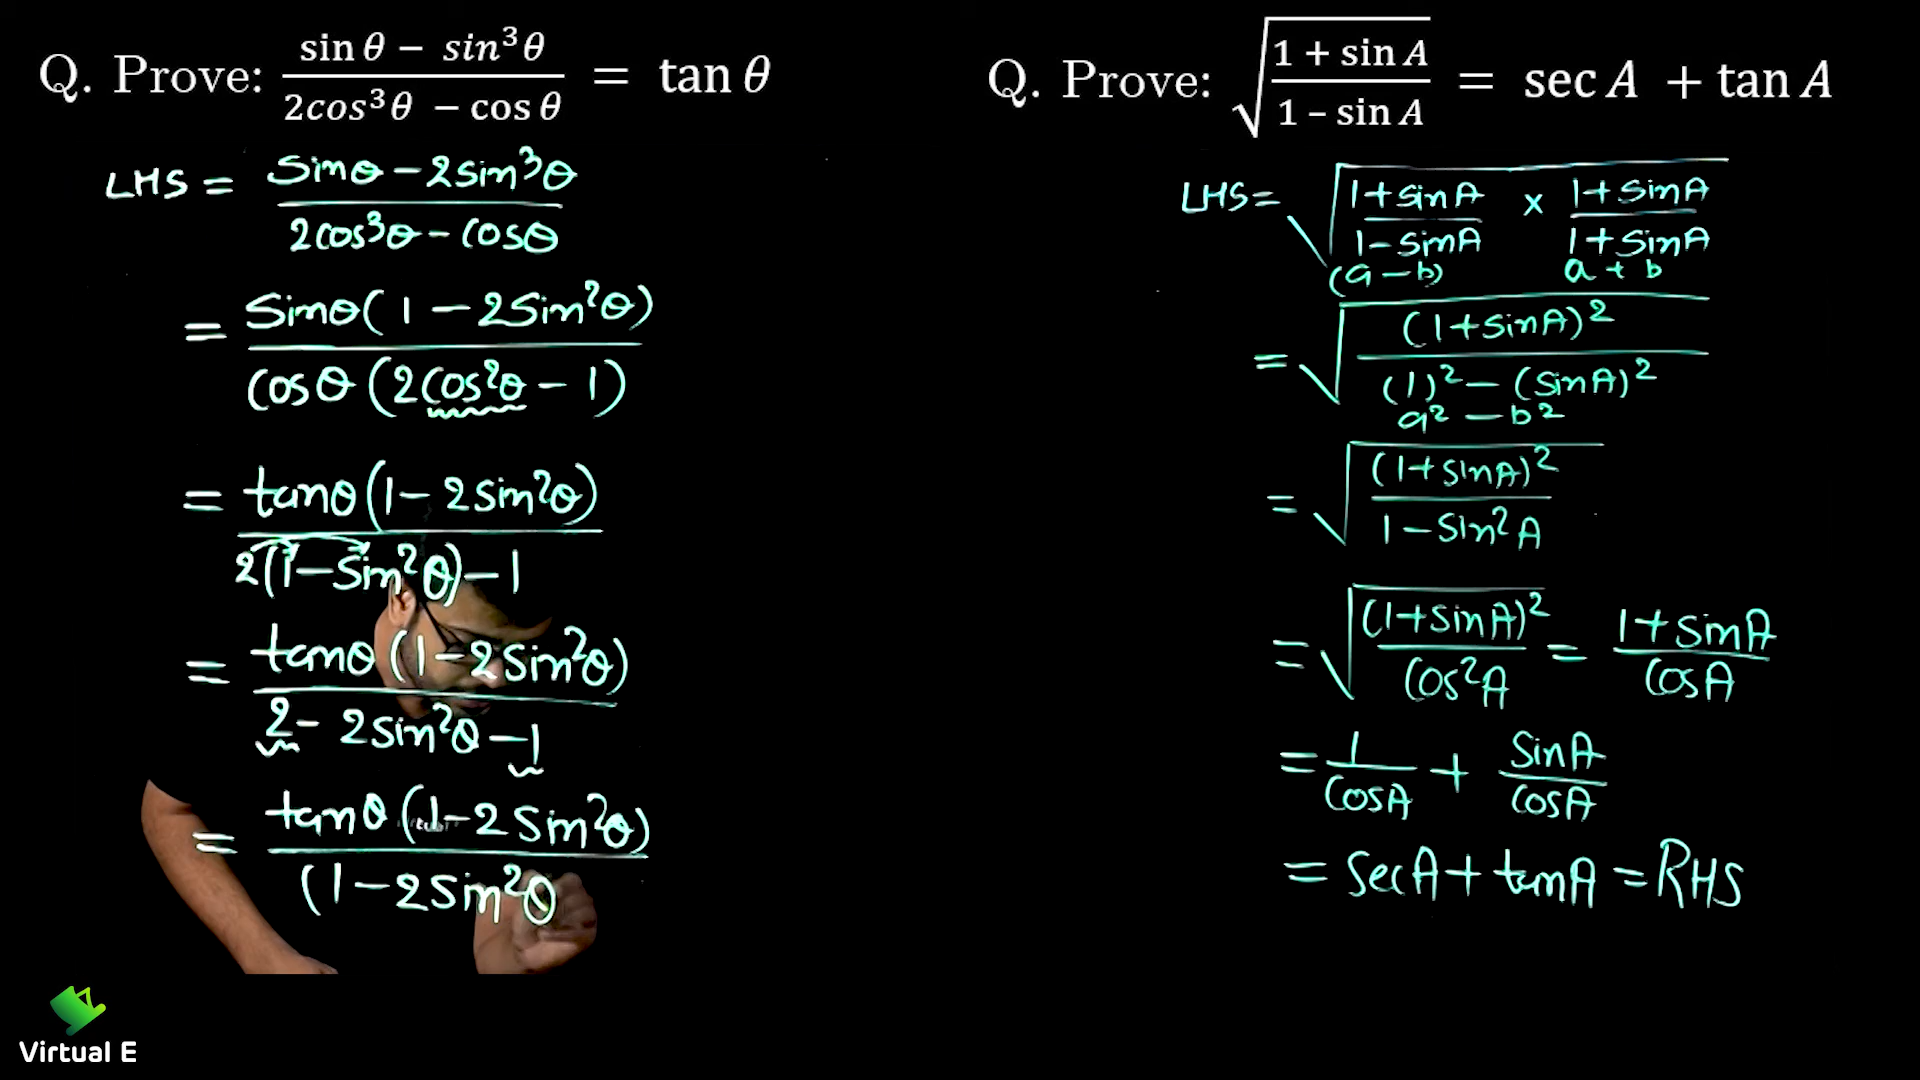 Q. Prove: (sin θ – sin³θ)/(2cos³θ – cos θ) = tan θ
LHS = (sinθ – 2sin³θ)/(2cos³θ – cosθ)
= (sinθ(1 – 2sin²θ))/(cosθ(2cos²θ – 1))
= (tanθ(1 – 2sin²θ))/(2(1 – sin²θ) – 1)
= (tanθ(1 – 2sin²θ))/(2 – 2sin²θ – 1)
= (tanθ(1 – 2sin²θ))/((1 – 2sin²θ
Q. Prove: √((1 + sin A)/(1 – sin A)) = sec A + tan A
LHS = √((1+sinA)/(1–sinA) × (1+sinA)/(1+sinA))
(a – b) a + b
= √((1+sinA)²/((1)² – (sinA)²))
a² – b²
= √((1+sinA)²/(1 – sin²A))
= √((1+sinA)²/(cos²A)) = (1+sinA)/(cosA)
= 1/cosA + sinA/cosA
= secA + tanA = RHS
Virtual E